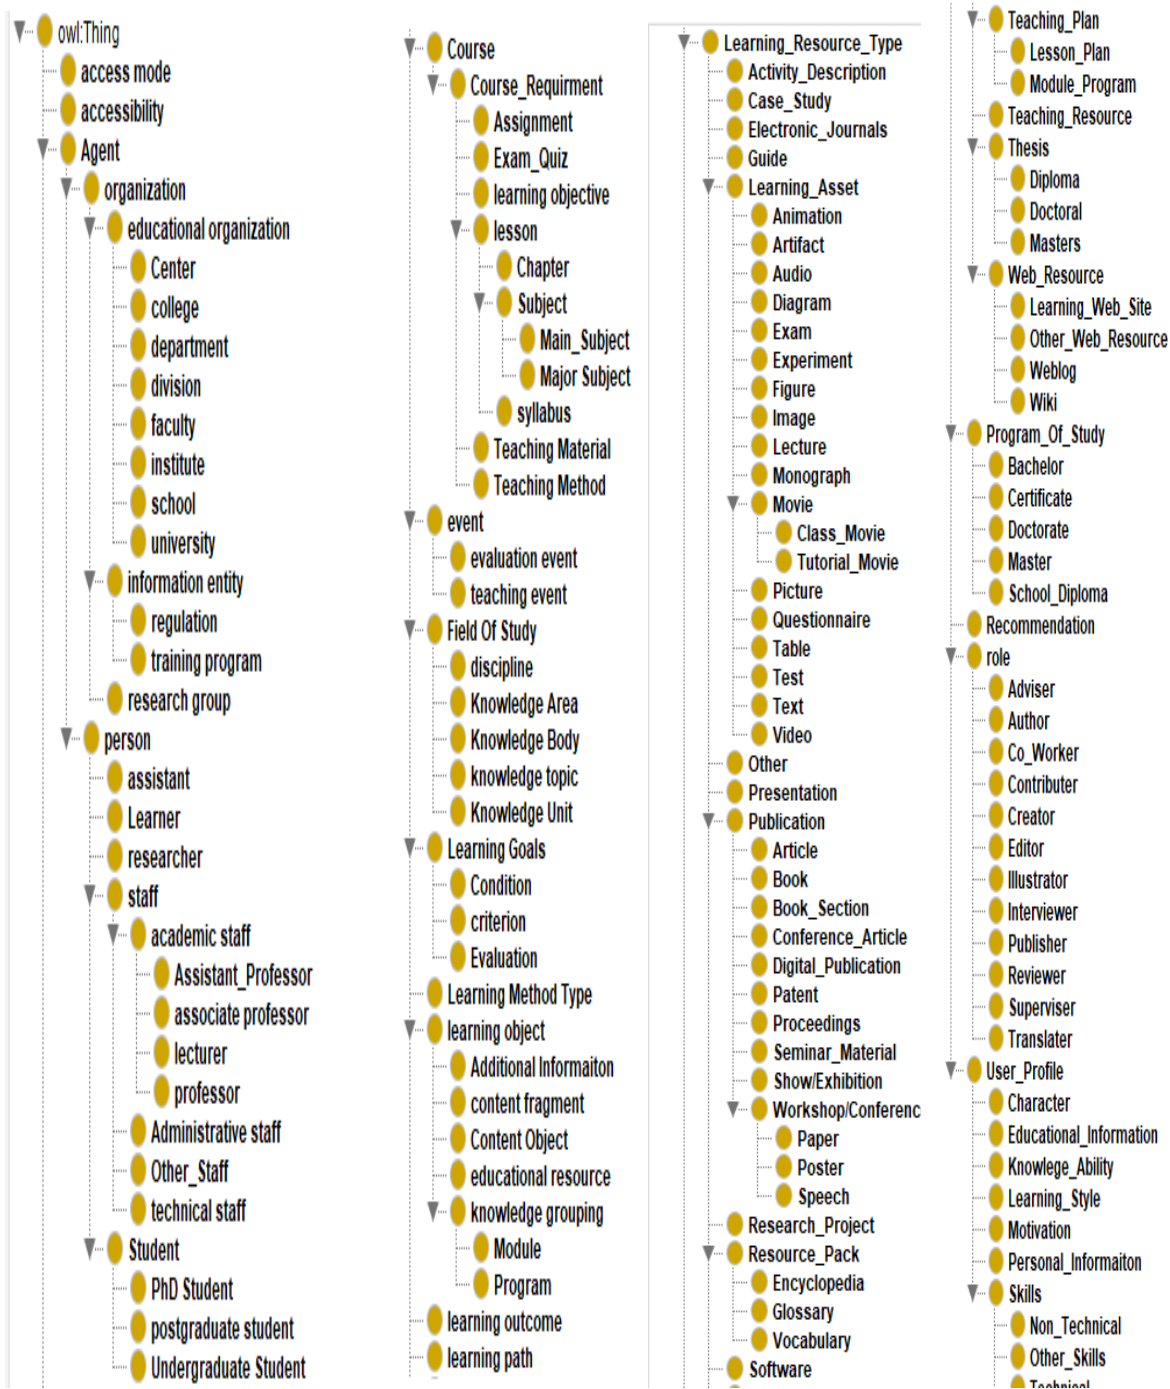 owl:Thing
access mode
accessibility
Agent
organization
educational organization
Center
college
department
division
faculty
institute
school
university
information entity
regulation
training program
research group
person
assistant
Learner
researcher
staff
academic staff
Assistant_Professor
associate professor
lecturer
professor
Administrative staff
Other_Staff
technical staff
Student
PhD Student
postgraduate student
Undergraduate Student
Course
Course_Requirment
Assignment
Exam_Quiz
learning objective
lesson
Chapter
Subject
Main_Subject
Major Subject
syllabus
Teaching Material
Teaching Method
event
evaluation event
teaching event
Field Of Study
discipline
Knowledge Area
Knowledge Body
knowledge topic
Knowledge Unit
Learning Goals
Condition
criterion
Evaluation
Learning Method Type
learning object
Additional Informaiton
content fragment
Content Object
educational resource
knowledge grouping
Module
Program
learning outcome
learning path
Learning_Resource_Type
Activity_Description
Case_Study
Electronic_Journals
Guide
Learning_Asset
Animation
Artifact
Audio
Diagram
Exam
Experiment
Figure
Image
Lecture
Monograph
Movie
Class_Movie
Tutorial_Movie
Picture
Questionnaire
Table
Test
Text
Video
Other
Presentation
Publication
Article
Book
Book_Section
Conference_Article
Digital_Publication
Patent
Proceedings
Seminar_Material
Show/Exhibition
Workshop/Conferenc
Paper
Poster
Speech
Research_Project
Resource_Pack
Encyclopedia
Glossary
Vocabulary
Software
Teaching_Plan
Lesson_Plan
Module_Program
Teaching_Resource
Thesis
Diploma
Doctoral
Masters
Web_Resource
Learning_Web_Site
Other_Web_Resource
Weblog
Wiki
Program_Of_Study
Bachelor
Certificate
Doctorate
Master
School_Diploma
Recommendation
role
Adviser
Author
Co_Worker
Contributer
Creator
Editor
Illustrator
Interviewer
Publisher
Reviewer
Superviser
Translater
User_Profile
Character
Educational_Information
Knowlege_Ability
Learning_Style
Motivation
Personal_Informaiton
Skills
Non_Technical
Other_Skills
Technical